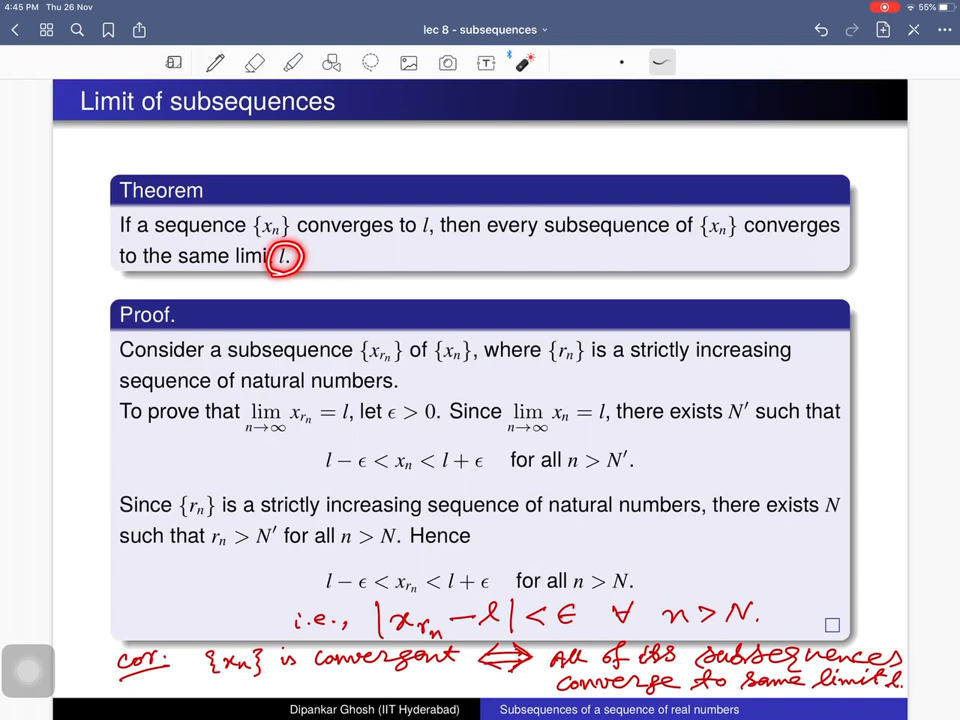 4:45 PM Thu 26 Nov
55%
lec 8 - subsequences
Limit of subsequences
Theorem
If a sequence {xₙ} converges to l, then every subsequence of {xₙ} converges
to the same limi l.
Proof.
Consider a subsequence {x_{rₙ}} of {xₙ}, where {rₙ} is a strictly increasing
sequence of natural numbers.
To prove that lim_{n→∞} x_{rₙ} = l, let ϵ > 0. Since lim_{n→∞} xₙ = l, there exists N′ such that
l − ϵ < xₙ < l + ϵ for all n > N′.
Since {rₙ} is a strictly increasing sequence of natural numbers, there exists N
such that rₙ > N′ for all n > N. Hence
l − ϵ < x_{rₙ} < l + ϵ for all n > N.
i.e., |x_{rₙ} − l| < ϵ ∀ n > N.
Cor: {xₙ} is convergent ⟺ All of its subsequences
converge to same limit l.
Dipankar Ghosh (IIT Hyderabad) Subsequences of a sequence of real numbers